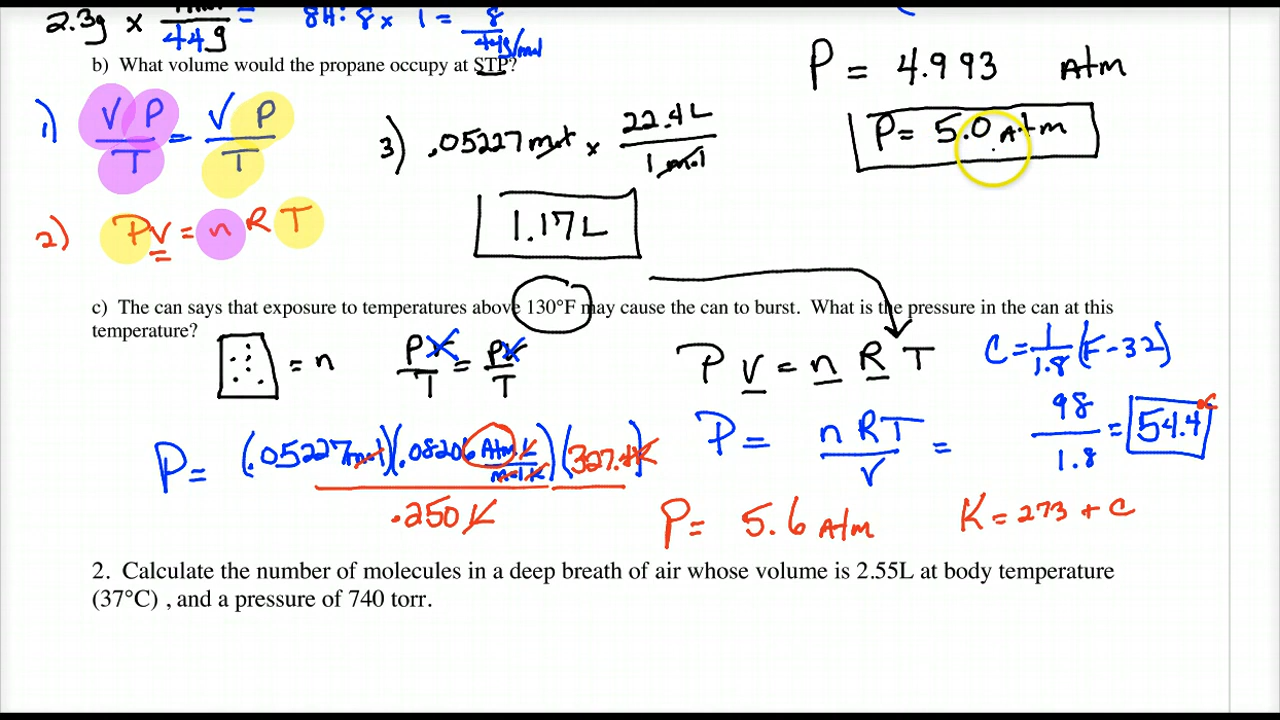 2.3g × 44g = 8H: 8 × 1 = 8
44g/mol
b) What volume would the propane occupy at STP?
P = 4.993 Atm
P = 5.0 Atm
1) VP/T = VP/T
3) .05227 mol × 22.4L/1 mol
1.17L
2) PV = nRT
c) The can says that exposure to temperatures above 130°F may cause the can to burst. What is the pressure in the can at this
temperature?
= n PV/T = PV/T
PV = nRT
C = 1/1.8 (F - 32)
98/1.8 = 54.4 °C
P = nRT/V =
P = (.05227 mol)(.08206 Atm L/mol K)(327.4K)
.250 L
P = 5.6 Atm
K = 273 + C
2. Calculate the number of molecules in a deep breath of air whose volume is 2.55L at body temperature
(37°C) , and a pressure of 740 torr.